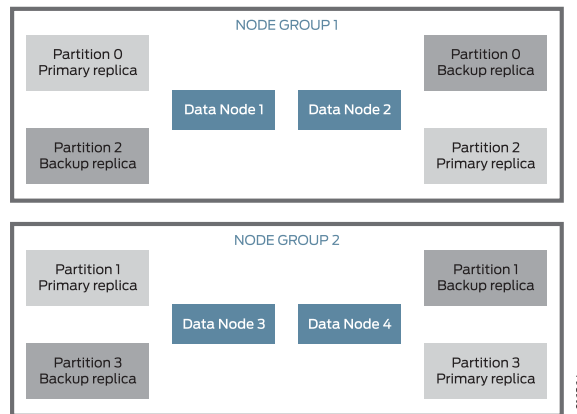 NODE GROUP 1
Partition 0
Primary replica
Partition 0
Backup replica
Data Node 1
Data Node 2
Partition 2
Backup replica
Partition 2
Primary replica
NODE GROUP 2
Partition 1
Primary replica
Partition 1
Backup replica
Data Node 3
Data Node 4
Partition 3
Backup replica
Partition 3
Primary replica